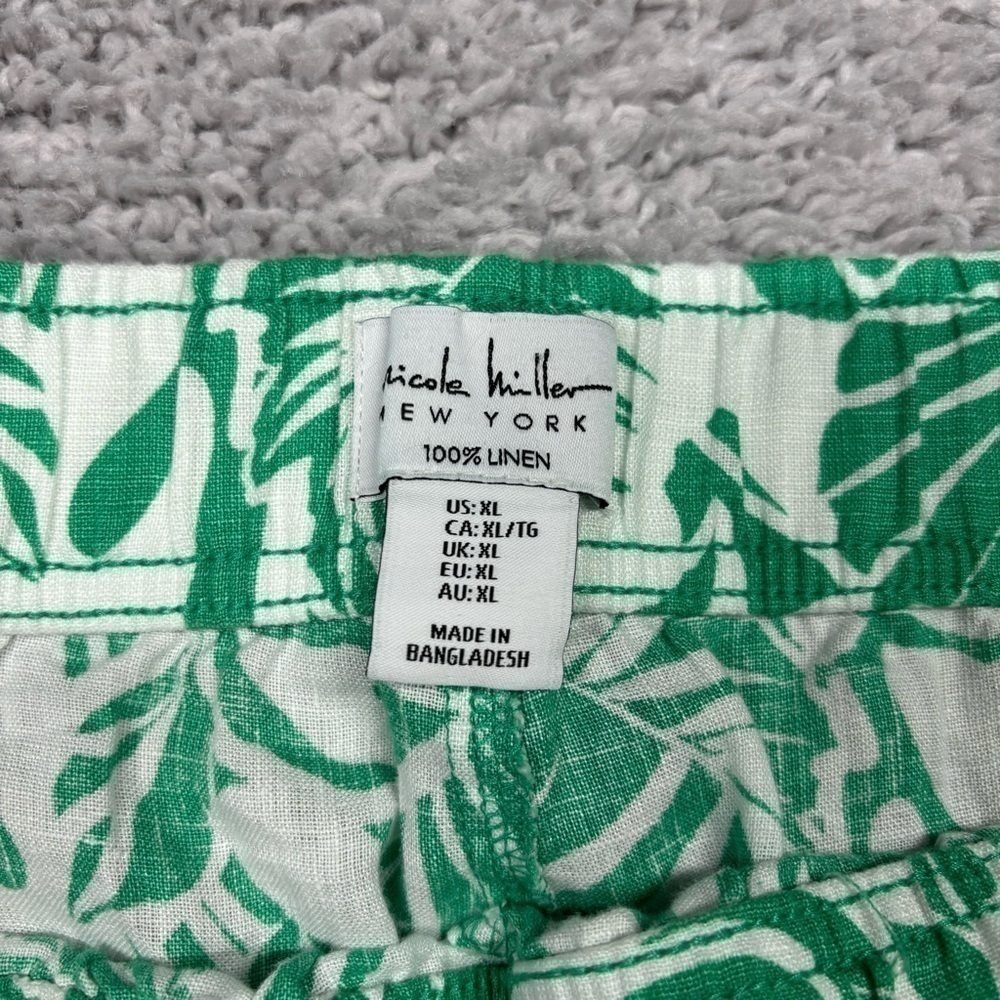 nicole miller
NEW YORK
100% LINEN
US: XL
CA: XL/TG
UK: XL
EU: XL
AU: XL
MADE IN
BANGLADESH